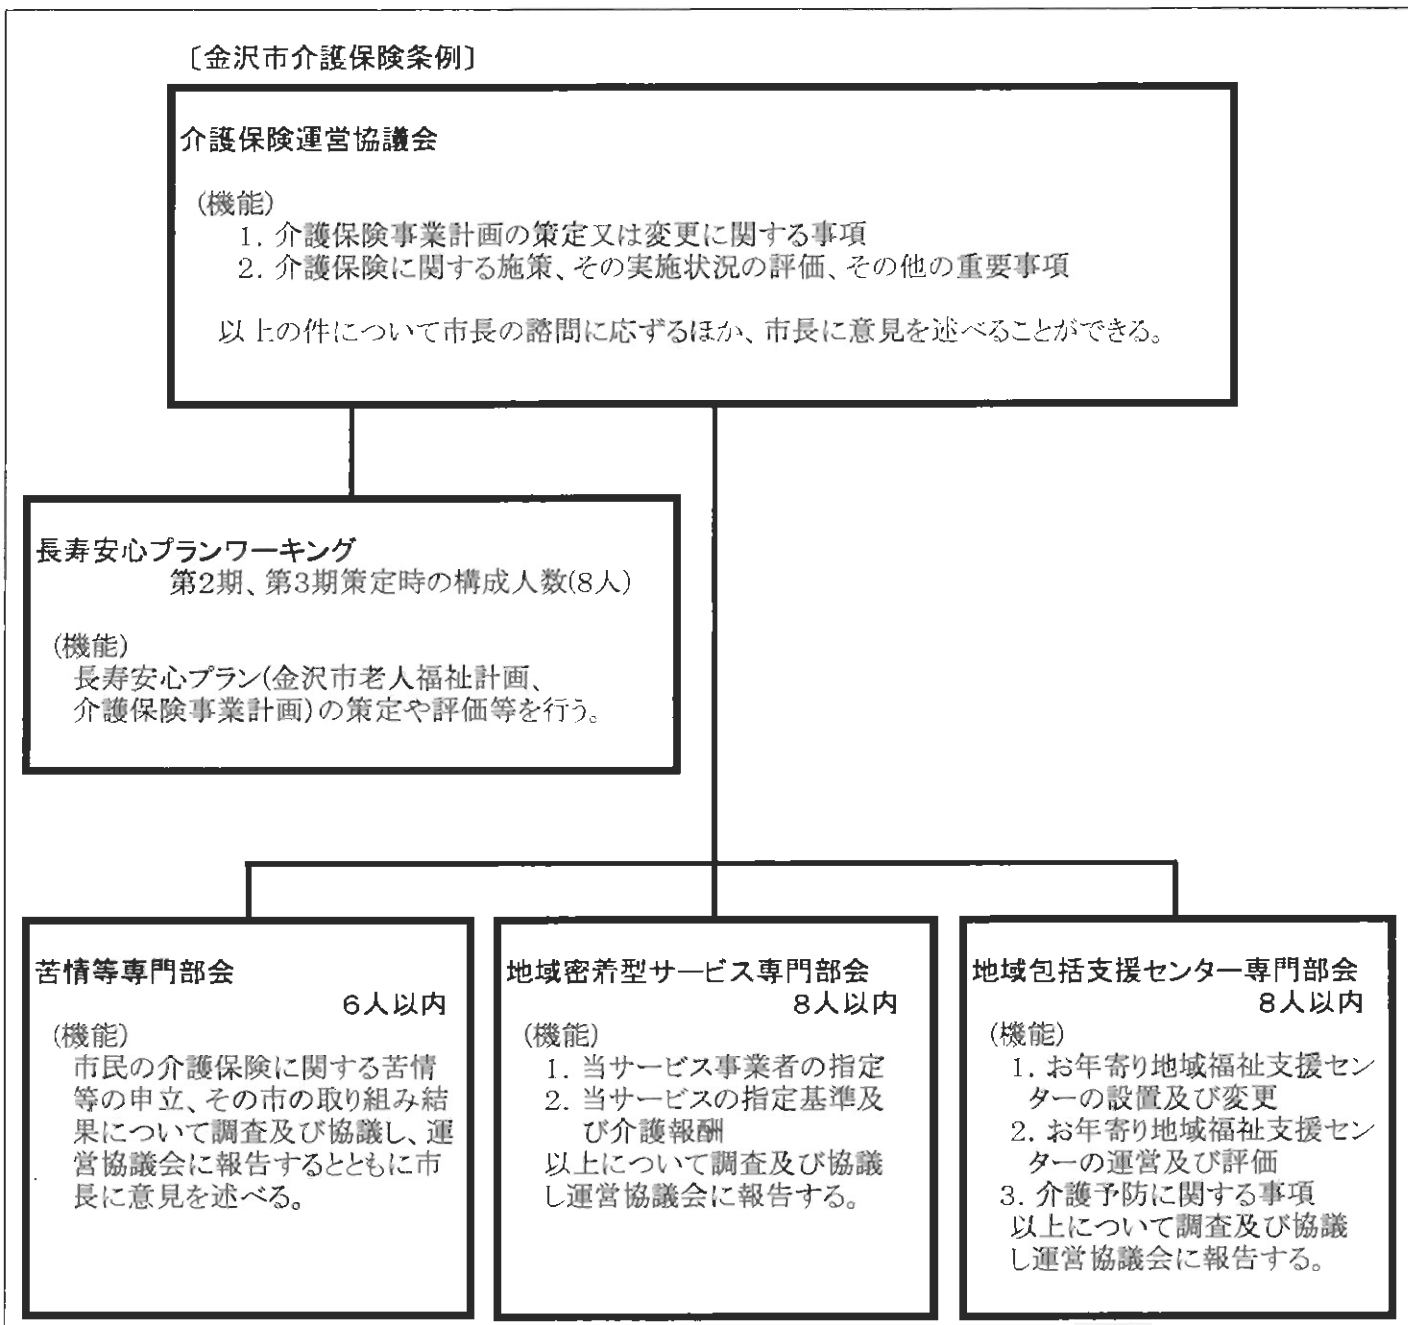 〔金沢市介護保険条例〕
介護保険運営協議会
(機能)
1. 介護保険事業計画の策定又は変更に関する事項
2. 介護保険に関する施策、その実施状況の評価、その他の重要事項
以上の件について市長の諮問に応ずるほか、市長に意見を述べることができる。
長寿安心プランワーキング
第2期、第3期策定時の構成人数(8人)
(機能)
長寿安心プラン(金沢市老人福祉計画、
介護保険事業計画)の策定や評価等を行う。
苦情等専門部会
6人以内
(機能)
市民の介護保険に関する苦情
等の申立、その市の取り組み結
果について調査及び協議し、運
営協議会に報告するとともに市
長に意見を述べる。
地域密着型サービス専門部会
8人以内
(機能)
1. 当サービス事業者の指定
2. 当サービスの指定基準及
び介護報酬
以上について調査及び協議
し運営協議会に報告する。
地域包括支援センター専門部会
8人以内
(機能)
1. お年寄り地域福祉支援セン
ターの設置及び変更
2. お年寄り地域福祉支援セン
ターの運営及び評価
3. 介護予防に関する事項
以上について調査及び協議
し運営協議会に報告する。